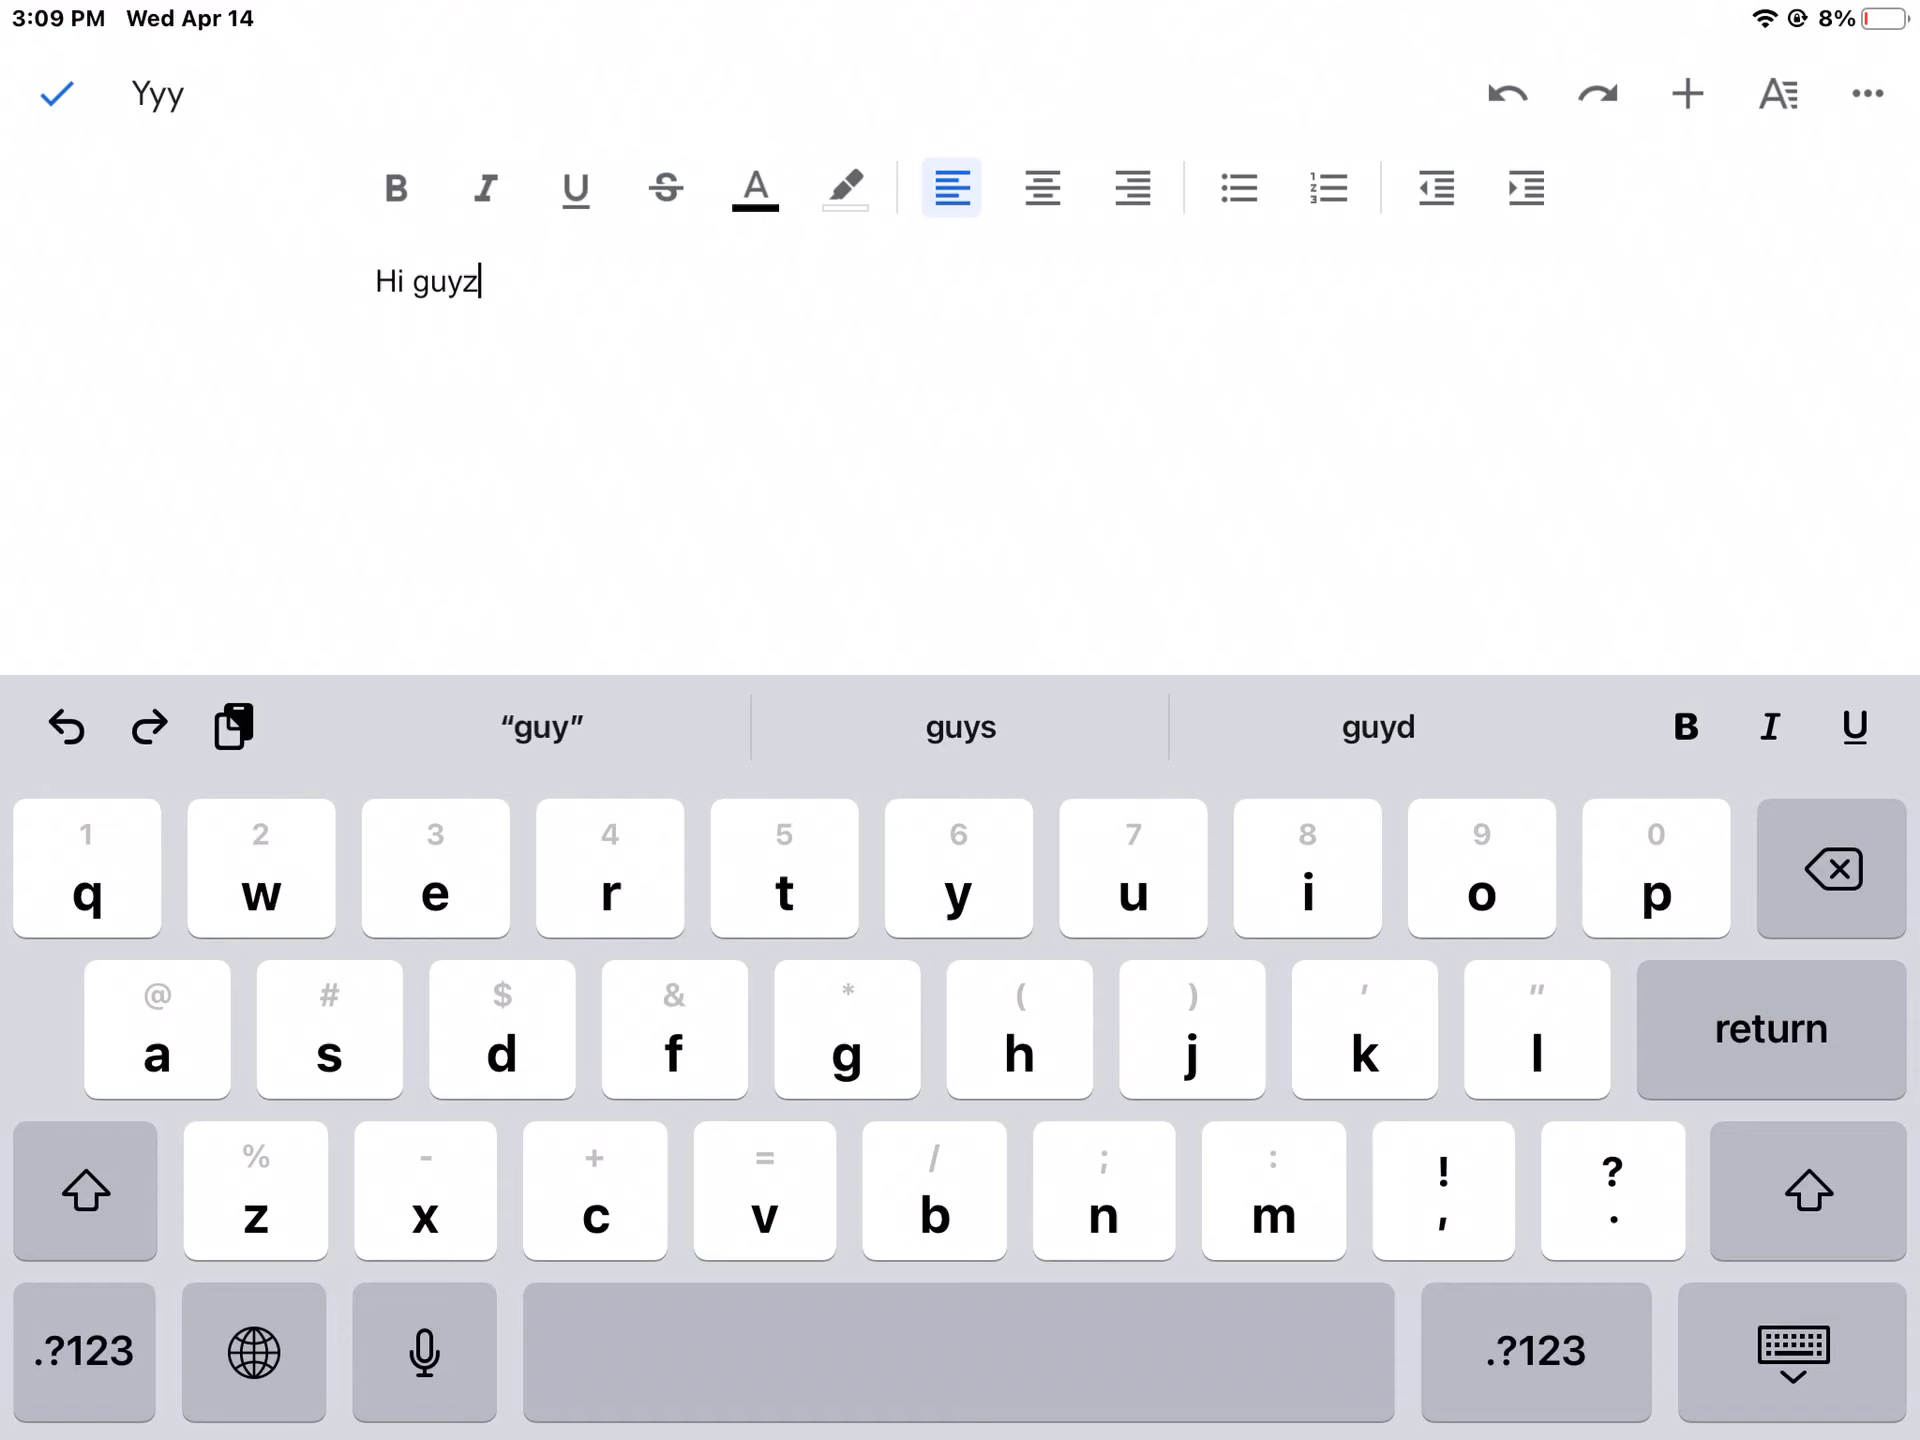 3:09 PM Wed Apr 14 8%
Yyy
B I U S A
Hi guyz
“guy” guys guyd B I U
1 2 3 4 5 6 7 8 9 0
q w e r t y u i o p
@ # $ & * ( ) ' "
a s d f g h j k l return
% - + = / ; : ! ?
z x c v b n m , .
.?123 .?123